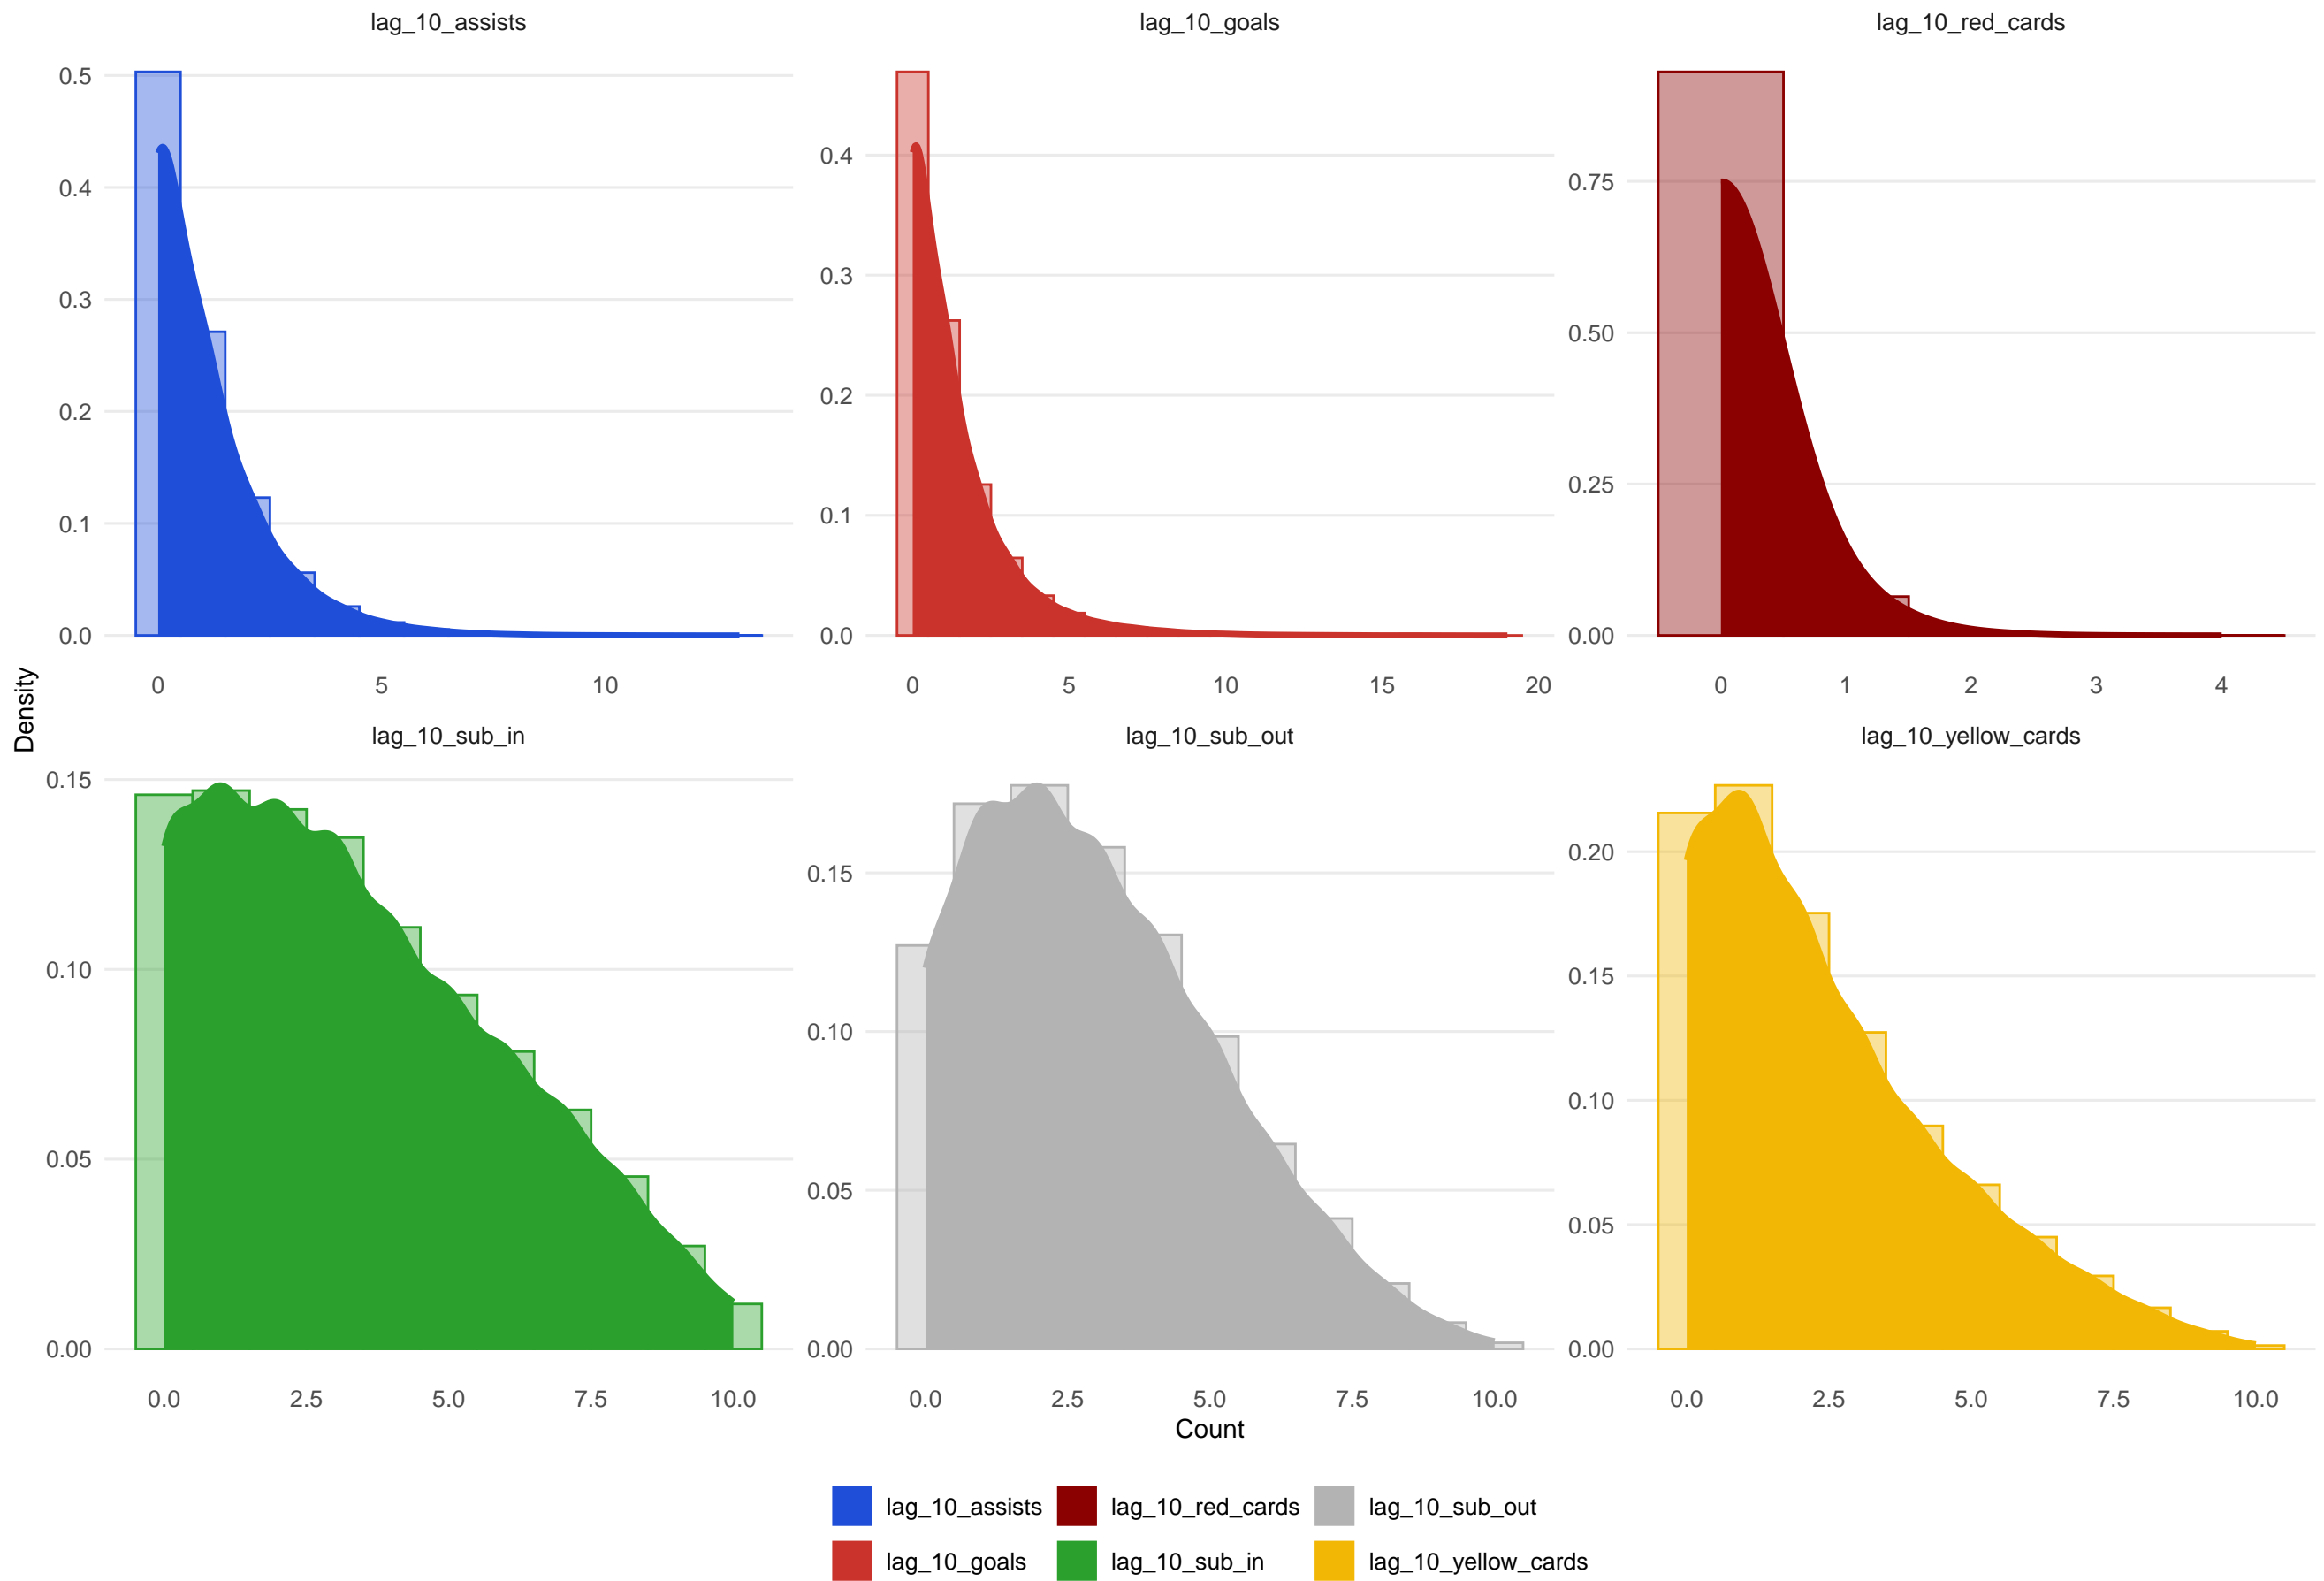 lag_10_assists
lag_10_goals
lag_10_red_cards
0.5
0.4
0.3
0.2
0.1
0.0
0.4
0.3
0.2
0.1
0.0
0.75
0.50
0.25
0.00
0 5 10
0 5 10 15 20
0 1 2 3 4
Density
lag_10_sub_in
lag_10_sub_out
lag_10_yellow_cards
0.15
0.10
0.05
0.00
0.15
0.10
0.05
0.00
0.20
0.15
0.10
0.05
0.00
0.0 2.5 5.0 7.5 10.0
0.0 2.5 5.0 7.5 10.0
0.0 2.5 5.0 7.5 10.0
Count
lag_10_assists lag_10_red_cards lag_10_sub_out
lag_10_goals lag_10_sub_in lag_10_yellow_cards